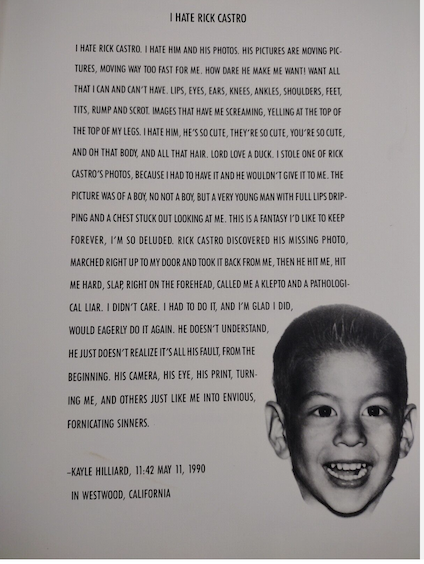 I HATE RICK CASTRO
I HATE RICK CASTRO. I HATE HIM AND HIS PHOTOS. HIS PICTURES ARE MOVING PIC-
TURES, MOVING WAY TOO FAST FOR ME. HOW DARE HE MAKE ME WANT! WANT ALL
THAT I CAN AND CAN'T HAVE. LIPS, EYES, EARS, KNEES, ANKLES, SHOULDERS, FEET,
TITS, RUMP AND SCROT. IMAGES THAT HAVE ME SCREAMING, YELLING AT THE TOP OF
THE TOP OF MY LEGS. I HATE HIM, HE'S SO CUTE, THEY'RE SO CUTE, YOU'RE SO CUTE,
AND OH THAT BODY, AND ALL THAT HAIR. LORD LOVE A DUCK. I STOLE ONE OF RICK
CASTRO'S PHOTOS, BECAUSE I HAD TO HAVE IT AND HE WOULDN'T GIVE IT TO ME. THE
PICTURE WAS OF A BOY, NO NOT A BOY, BUT A VERY YOUNG MAN WITH FULL LIPS DRIP-
PING AND A CHEST STUCK OUT LOOKING AT ME. THIS IS A FANTASY I'D LIKE TO KEEP
FOREVER, I'M SO DELUDED. RICK CASTRO DISCOVERED HIS MISSING PHOTO,
MARCHED RIGHT UP TO MY DOOR AND TOOK IT BACK FROM ME, THEN HE HIT ME, HIT
ME HARD, SLAP, RIGHT ON THE FOREHEAD, CALLED ME A KLEPTO AND A PATHOLOGI-
CAL LIAR. I DIDN'T CARE. I HAD TO DO IT, AND I'M GLAD I DID,
WOULD EAGERLY DO IT AGAIN. HE DOESN'T UNDERSTAND,
HE JUST DOESN'T REALIZE IT'S ALL HIS FAULT, FROM THE
BEGINNING. HIS CAMERA, HIS EYE, HIS PRINT, TURN-
ING ME, AND OTHERS JUST LIKE ME INTO ENVIOUS,
FORNICATING SINNERS.
–KAYLE HILLIARD, 11:42 MAY 11, 1990
IN WESTWOOD, CALIFORNIA